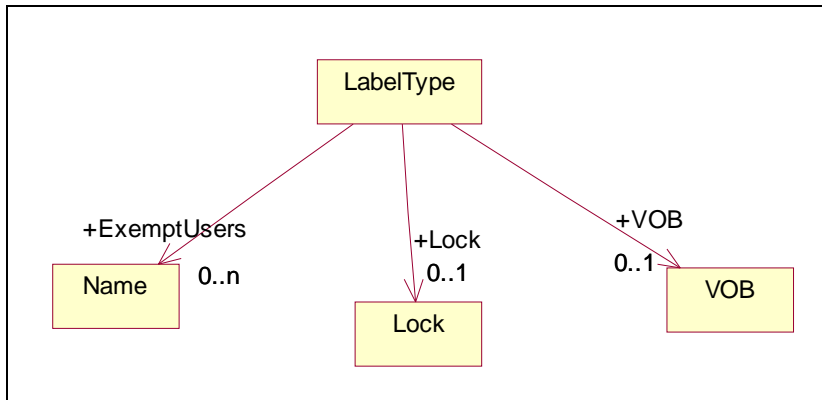 LabelType
+ExemptUsers
+Lock
+VOB
0..n
0..1
0..1
Name
Lock
VOB